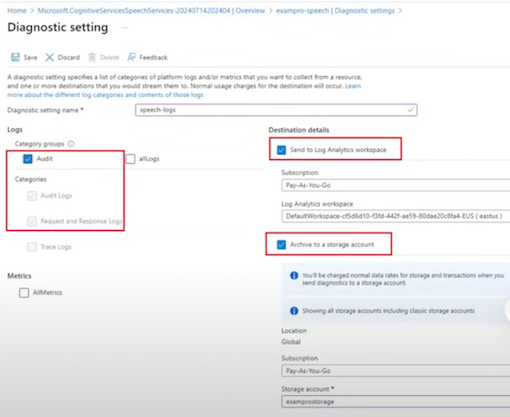 Home > Microsoft.CognitiveServicesSpeechServices-20240714202404 | Overview > exampro-speech | Diagnostic settings >
Diagnostic setting ...
Save Discard Delete Feedback
A diagnostic setting specifies a list of categories of platform logs and/or metrics that you want to collect from a resource,
and one or more destinations that you would stream them to. Normal usage charges for the destination will occur. Learn
more about the different log categories and contents of those logs
Diagnostic setting name *
speech-logs
Logs
Category groups
Audit
allLogs
Categories
Audit Logs
Request and Response Logs
Trace Logs
Metrics
AllMetrics
Destination details
Send to Log Analytics workspace
Subscription
Pay-As-You-Go
Log Analytics workspace
DefaultWorkspace-cf5d6d10-f3fd-442f-ae59-80dae20c8fa4-EUS ( eastus )
Archive to a storage account
You'll be charged normal data rates for storage and transactions when you
send diagnostics to a storage account.
Showing all storage accounts including classic storage accounts
Location
Global
Subscription
Pay-As-You-Go
Storage account *
examprostorage